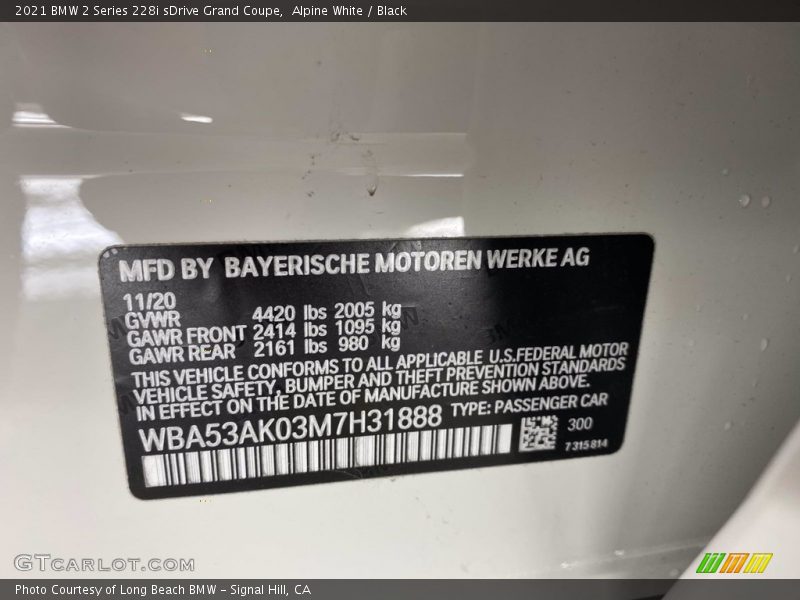 2021 BMW 2 Series 228i sDrive Grand Coupe,  Alpine White / Black
MFD BY BAYERISCHE MOTOREN WERKE AG
11/20
GVWR 4420 lbs 2005 kg
GAWR FRONT 2414 lbs 1095 kg
GAWR REAR 2161 lbs 980 kg
THIS VEHICLE CONFORMS TO ALL APPLICABLE U.S.FEDERAL MOTOR
VEHICLE SAFETY, BUMPER AND THEFT PREVENTION STANDARDS
IN EFFECT ON THE DATE OF MANUFACTURE SHOWN ABOVE.
WBA53AK03M7H31888 TYPE: PASSENGER CAR
300
7 315 814
GTCARLOT.COM
Photo Courtesy of Long Beach BMW - Signal Hill, CA